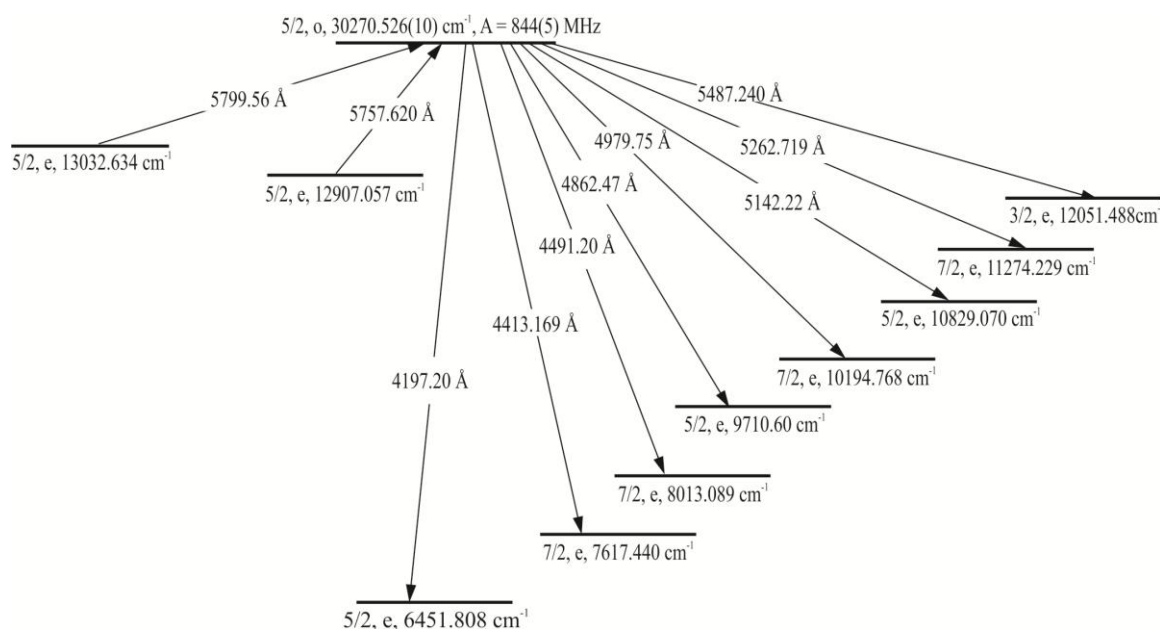 5/2, o, 30270.526(10) cm⁻¹, A = 844(5) MHz
5799.56 Å
5757.620 Å
5487.240 Å
4979.75 Å
5262.719 Å
4862.47 Å
5142.22 Å
4491.20 Å
4413.169 Å
4197.20 Å
5/2, e, 13032.634 cm⁻¹
5/2, e, 12907.057 cm⁻¹
3/2, e, 12051.488cm⁻¹
7/2, e, 11274.229 cm⁻¹
5/2, e, 10829.070 cm⁻¹
7/2, e, 10194.768 cm⁻¹
5/2, e, 9710.60 cm⁻¹
7/2, e, 8013.089 cm⁻¹
7/2, e, 7617.440 cm⁻¹
5/2, e, 6451.808 cm⁻¹